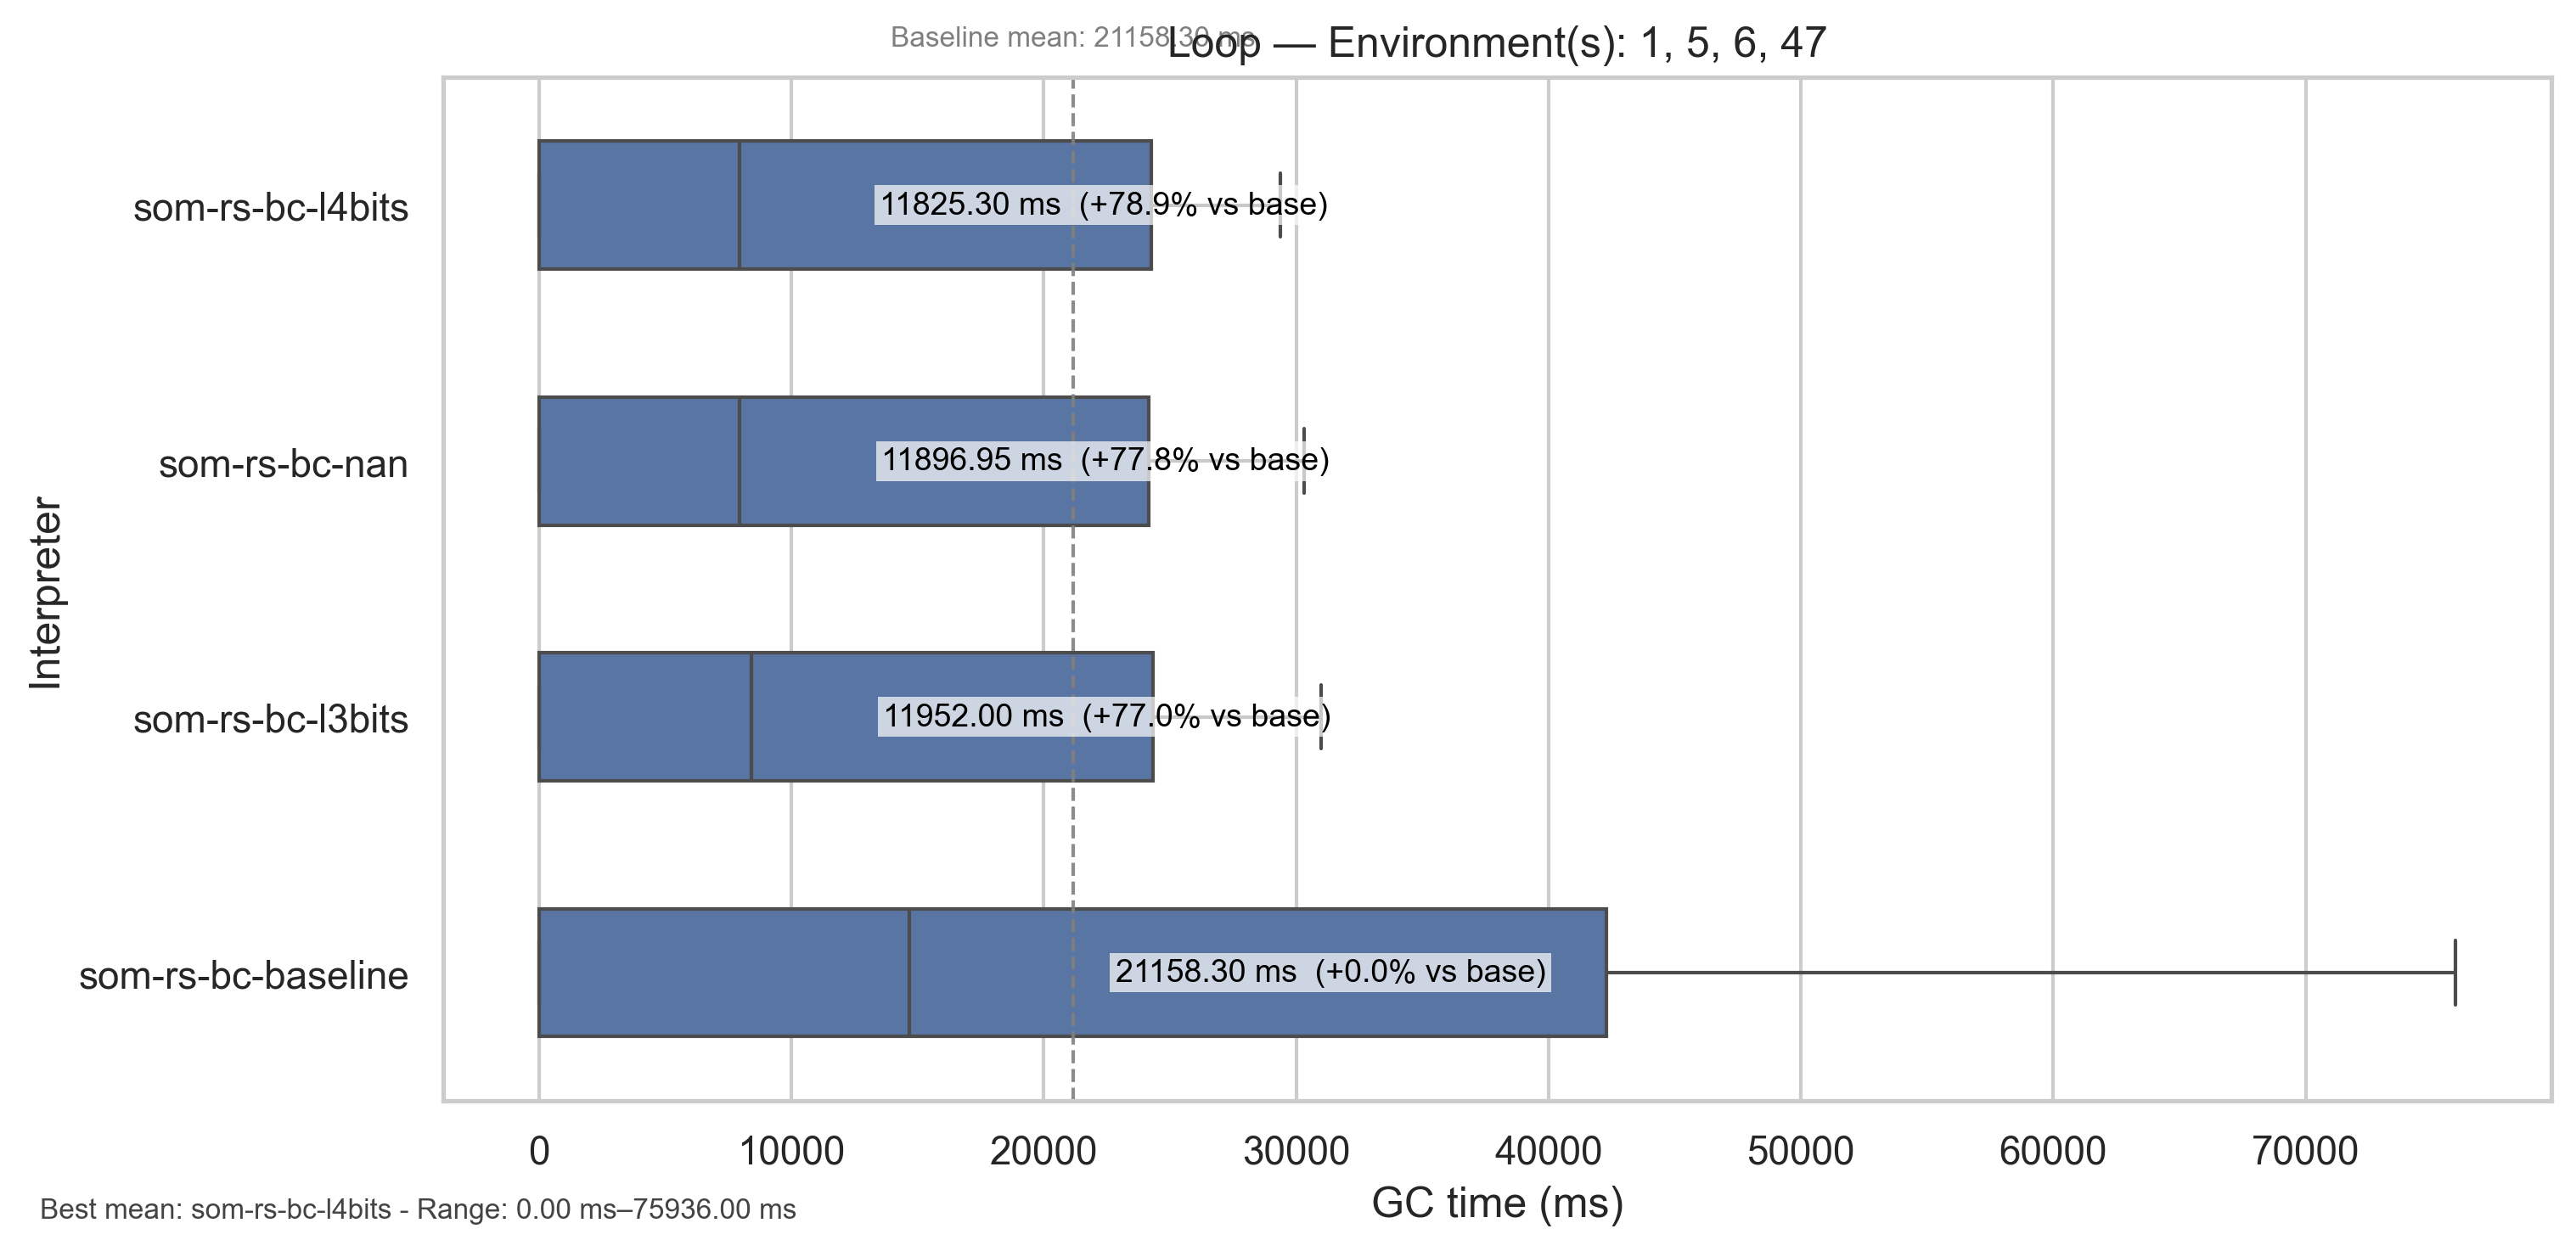 Baseline mean: 21158.30 ms
Loop — Environment(s): 1, 5, 6, 47
som-rs-bc-l4bits
11825.30 ms (+78.9% vs base)
som-rs-bc-nan
11896.95 ms (+77.8% vs base)
Interpreter
som-rs-bc-l3bits
11952.00 ms (+77.0% vs base)
som-rs-bc-baseline
21158.30 ms (+0.0% vs base)
0 10000 20000 30000 40000 50000 60000 70000
GC time (ms)
Best mean: som-rs-bc-l4bits - Range: 0.00 ms–75936.00 ms